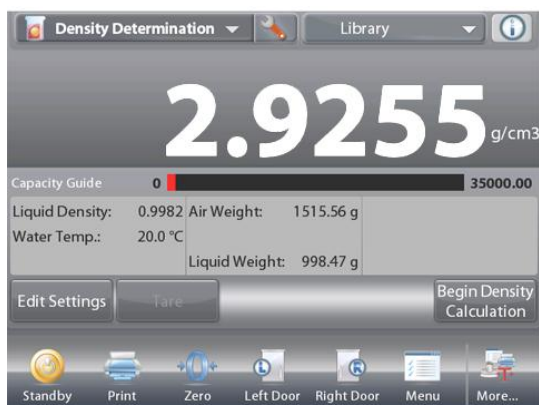 Density Determination Library
2.9255 g/cm3
Capacity Guide 0 35000.00
Liquid Density: 0.9982 Air Weight: 1515.56 g
Water Temp.: 20.0 °C
Liquid Weight: 998.47 g
Edit Settings Tare Begin Density
Calculation
L R
Standby Print Zero Left Door Right Door Menu More...